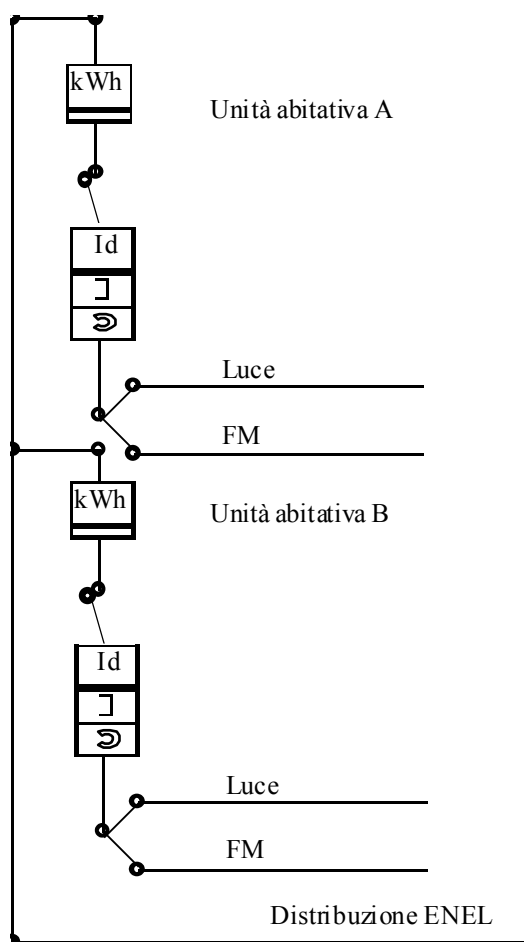 kWh
Unità abitativa A
Id
Luce
FM
kWh
Unità abitativa B
Id
Luce
FM
Distribuzione ENEL